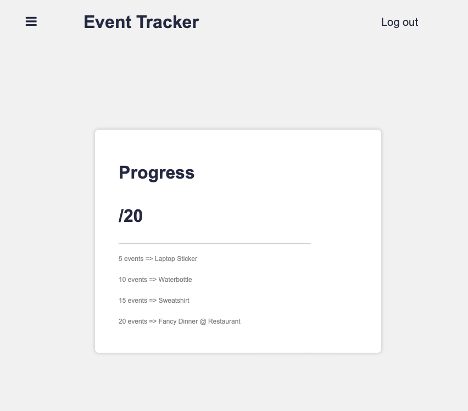 Event Tracker
Log out
Progress
/20
5 events => Laptop Sticker
10 events => Waterbottle
15 events => Sweatshirt
20 events => Fancy Dinner @ Restaurant